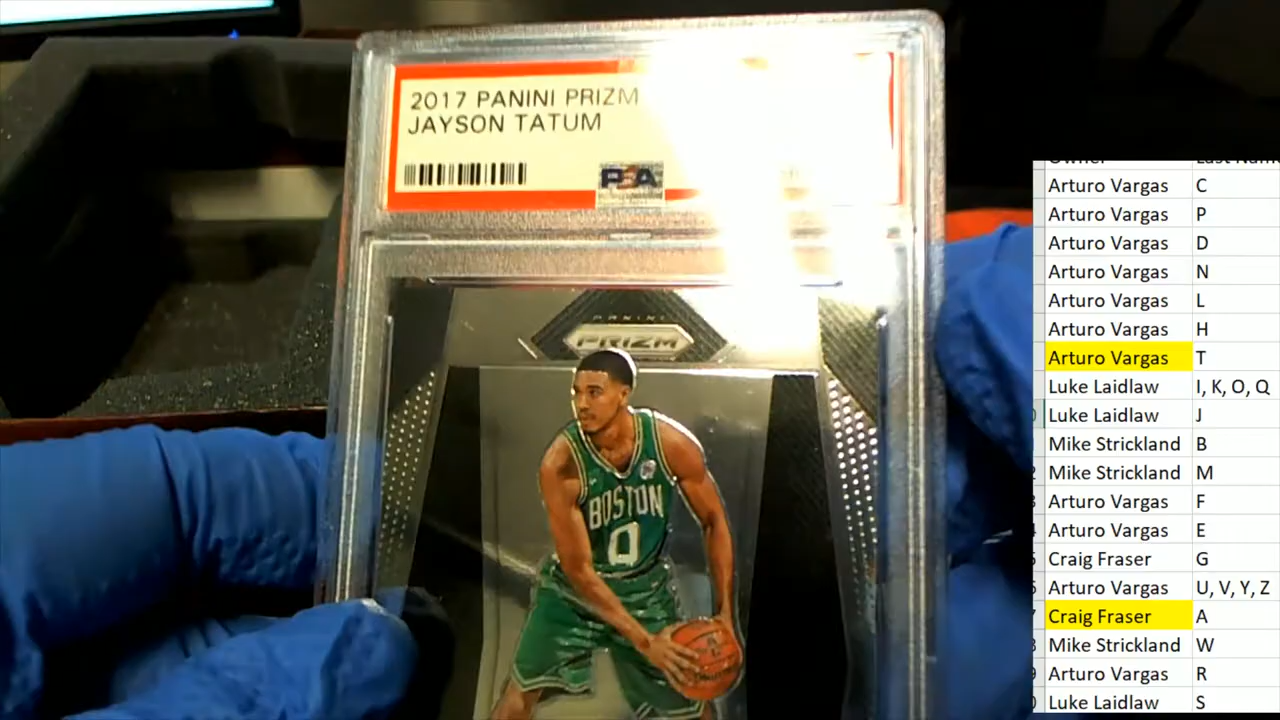 2017 PANINI PRIZM
JAYSON TATUM
PSA
PANINI
PRIZM
BOSTON
0
Owner Last Name
Arturo Vargas C
Arturo Vargas P
Arturo Vargas D
Arturo Vargas N
Arturo Vargas L
Arturo Vargas H
Arturo Vargas T
Luke Laidlaw I, K, O, Q
Luke Laidlaw J
Mike Strickland B
Mike Strickland M
Arturo Vargas F
Arturo Vargas E
Craig Fraser G
Arturo Vargas U, V, Y, Z
Craig Fraser A
Mike Strickland W
Arturo Vargas R
Luke Laidlaw S